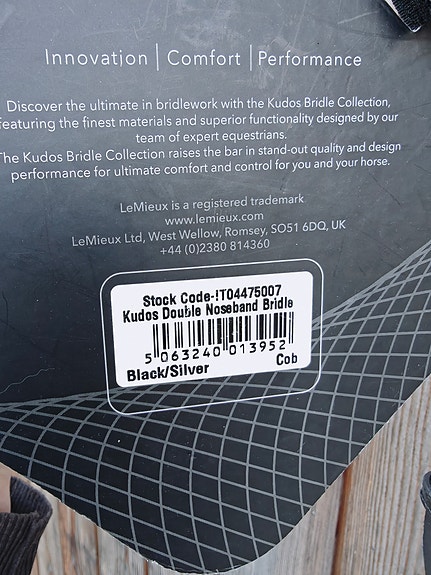 Innovation | Comfort | Performance
Discover the ultimate in bridlework with the Kudos Bridle Collection,
featuring the finest materials and superior functionality designed by our
team of expert equestrians.
The Kudos Bridle Collection raises the bar in stand-out quality and design
performance for ultimate comfort and control for you and your horse.
LeMieux is a registered trademark
www.lemieux.com
LeMieux Ltd, West Wellow, Romsey, SO51 6DQ, UK
+44 (0)2380 814360
Stock Code-IT04475007
Kudos Double Noseband Bridle
5 063240 013952
Black/Silver Cob